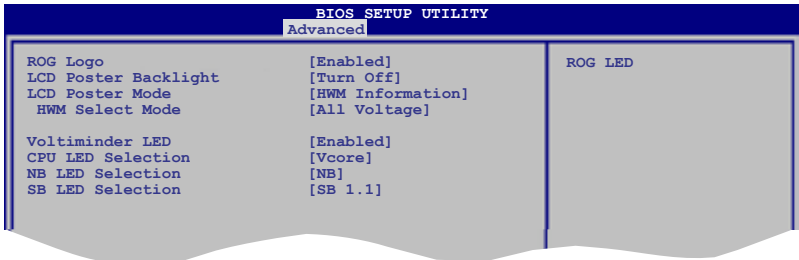 BIOS SETUP UTILITY
Advanced
ROG Logo [Enabled]
LCD Poster Backlight [Turn Off]
LCD Poster Mode [HWM Information]
HWM Select Mode [All Voltage]
Voltiminder LED [Enabled]
CPU LED Selection [Vcore]
NB LED Selection [NB]
SB LED Selection [SB 1.1]
ROG LED